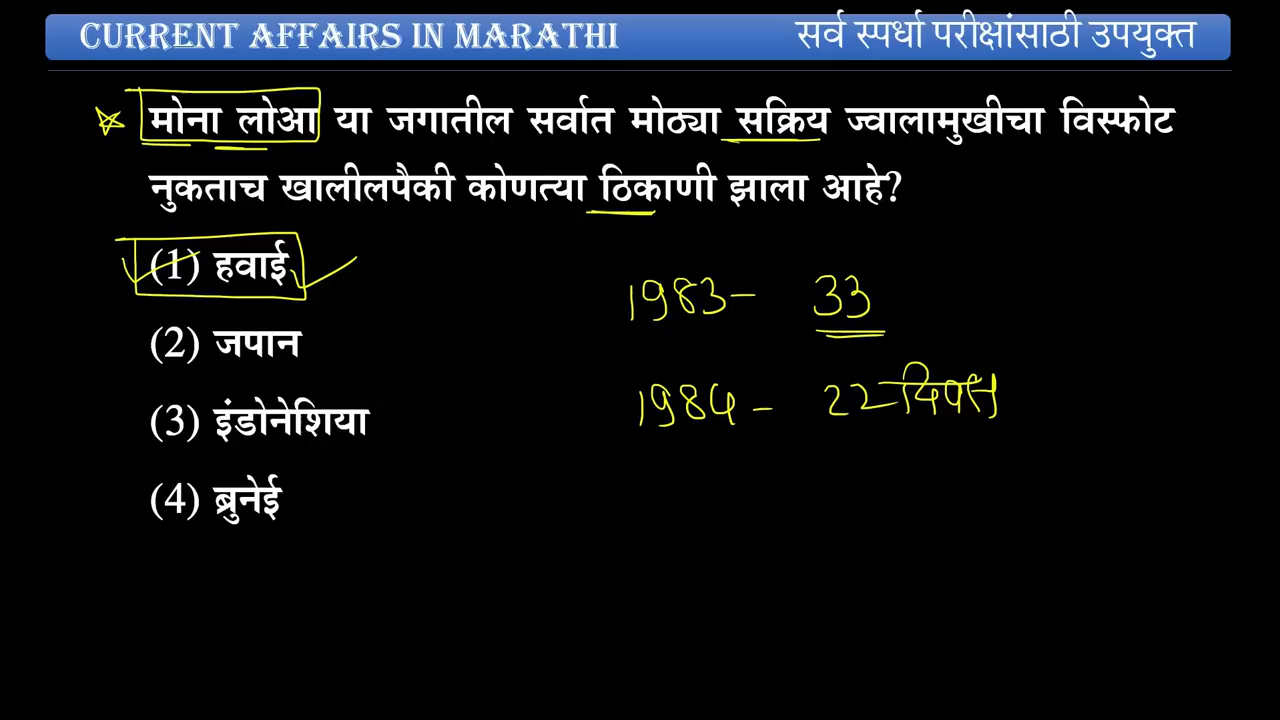 CURRENT AFFAIRS IN MARATHI
सर्व स्पर्धा परीक्षांसाठी उपयुक्त
मोना लोआ या जगातील सर्वात मोठ्या सक्रिय ज्वालामुखीचा विस्फोट
नुकताच खालीलपैकी कोणत्या ठिकाणी झाला आहे?
(1) हवाई
(2) जपान
(3) इंडोनेशिया
(4) ब्रुनेई
1983- 33
1984 - 22 दिवस